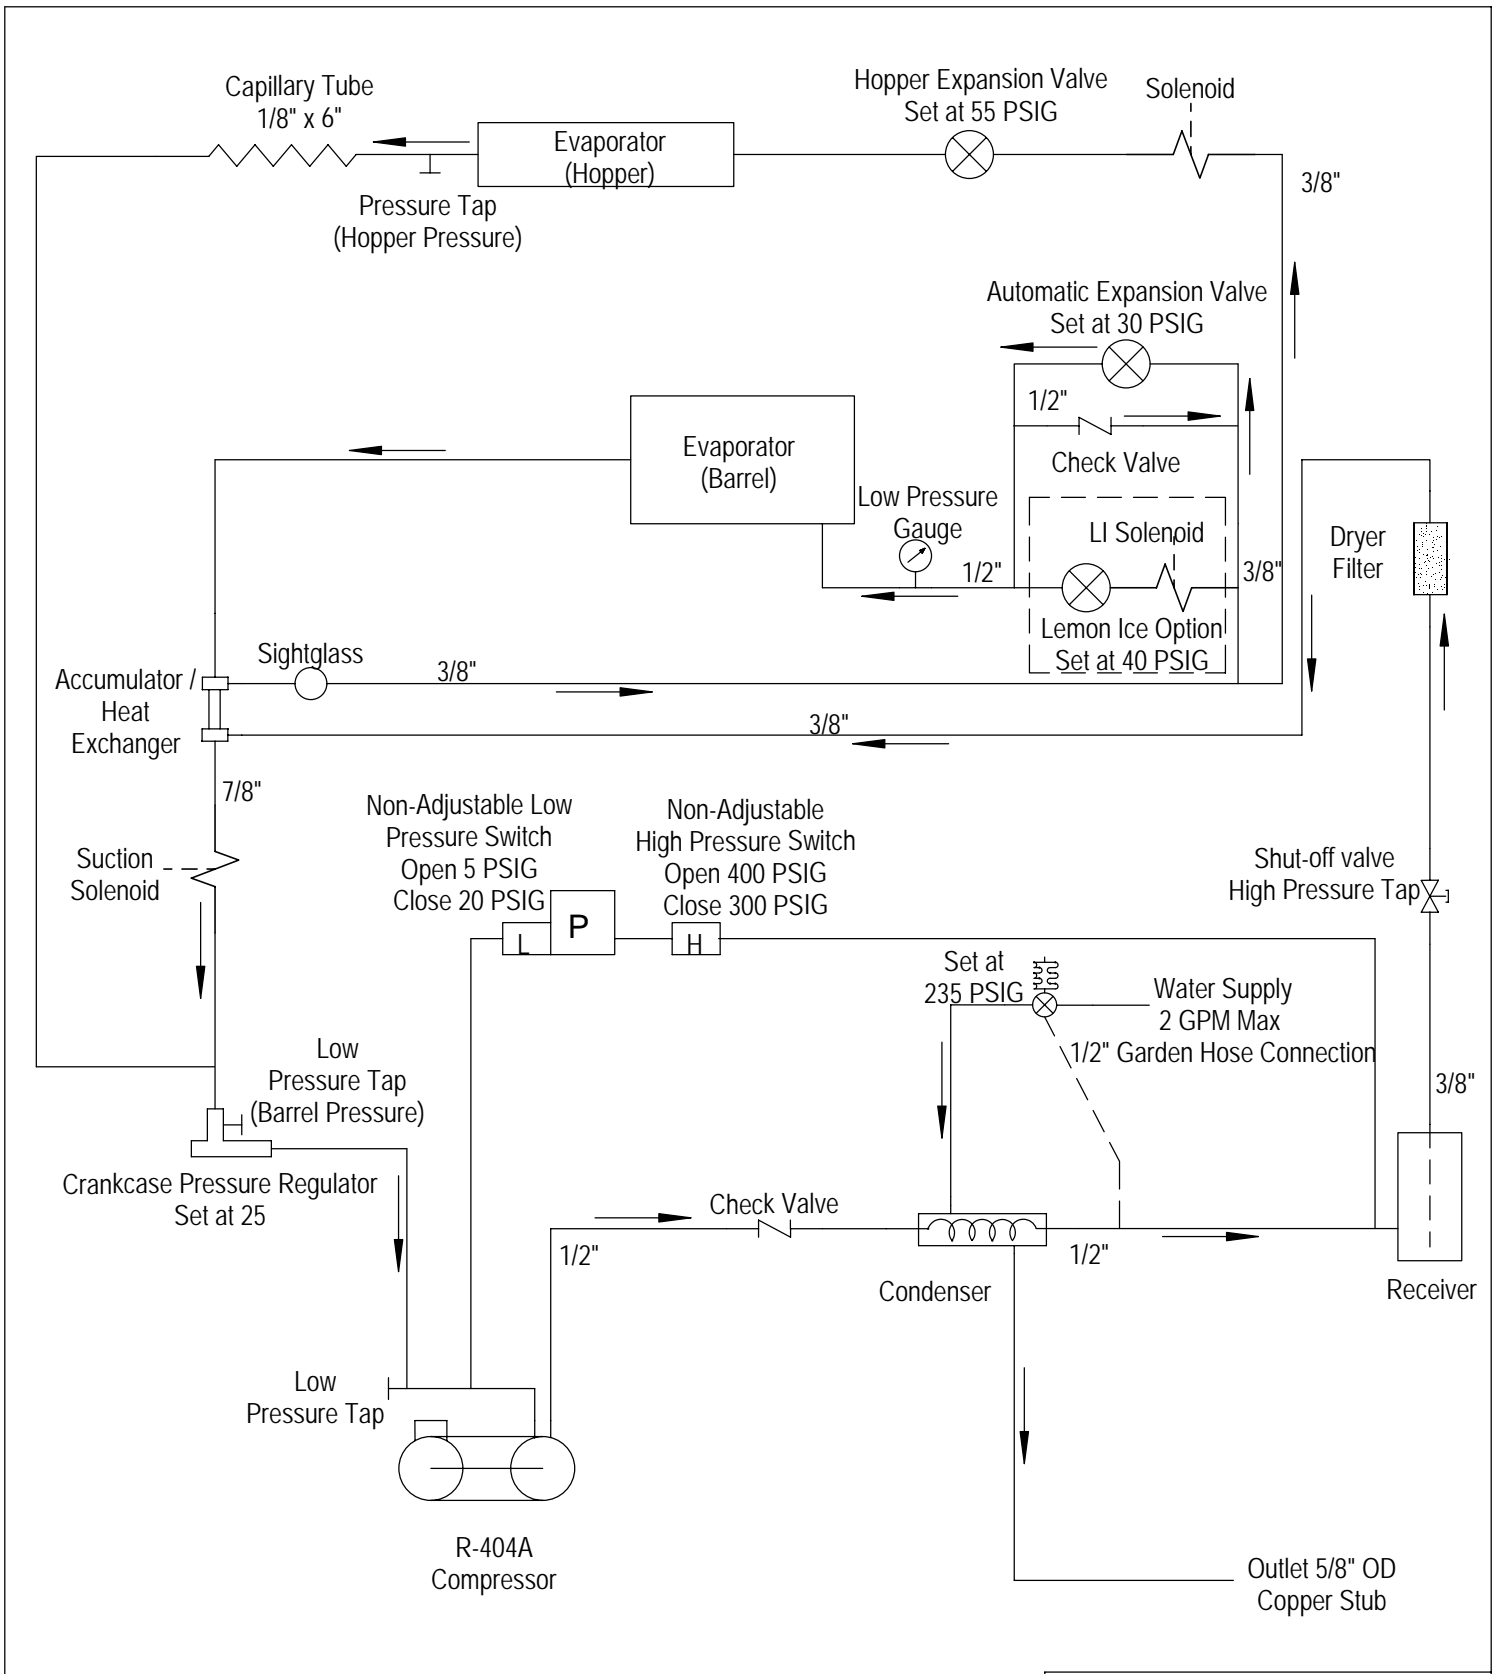 Capillary Tube
1/8" x 6"
Hopper Expansion Valve
Set at 55 PSIG
Solenoid
Evaporator
(Hopper)
3/8"
Pressure Tap
(Hopper Pressure)
Automatic Expansion Valve
Set at 30 PSIG
1/2"
Check Valve
Evaporator
(Barrel)
Low Pressure
Gauge
1/2"
LI Solenoid
3/8"
Lemon Ice Option
Set at 40 PSIG
Dryer
Filter
Sightglass
3/8"
Accumulator /
Heat
Exchanger
3/8"
7/8"
Suction
Solenoid
Non-Adjustable Low
Pressure Switch
Open 5 PSIG
Close 20 PSIG
L
P
Non-Adjustable
High Pressure Switch
Open 400 PSIG
Close 300 PSIG
H
Shut-off valve
High Pressure Tap
Set at
235 PSIG
Water Supply
2 GPM Max
1/2" Garden Hose Connection
3/8"
Low
Pressure Tap
(Barrel Pressure)
Crankcase Pressure Regulator
Set at 25
Check Valve
1/2"
1/2"
Condenser
Receiver
Low
Pressure Tap
R-404A
Compressor
Outlet 5/8" OD
Copper Stub